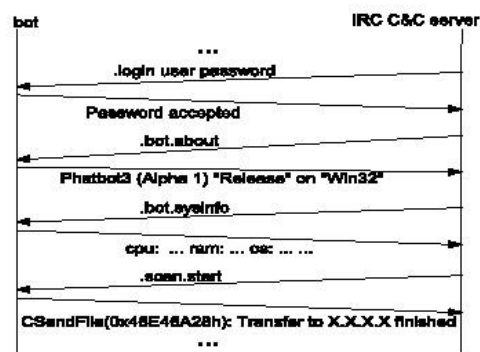 bot IRC C&C server
...
.login user password
Password accepted
.bot.about
Phatbot3 (Alpha 1) "Release" on "Win32"
.bot.sysinfo
cpu: ... ram: ... os: ... ...
.scan.start
CSendFile(0x46E46A28h): Transfer to X.X.X.X finished
...